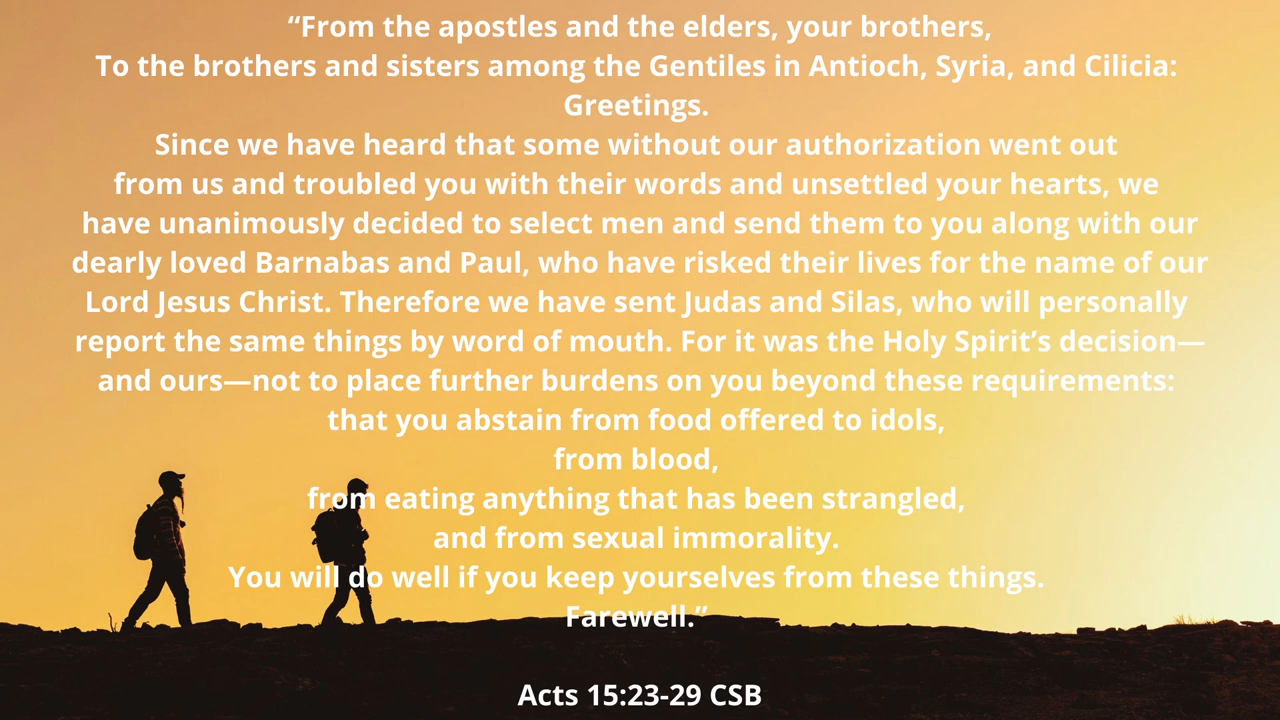 “From the apostles and the elders, your brothers,
To the brothers and sisters among the Gentiles in Antioch, Syria, and Cilicia:
Greetings.
Since we have heard that some without our authorization went out
from us and troubled you with their words and unsettled your hearts, we
have unanimously decided to select men and send them to you along with our
dearly loved Barnabas and Paul, who have risked their lives for the name of our
Lord Jesus Christ. Therefore we have sent Judas and Silas, who will personally
report the same things by word of mouth. For it was the Holy Spirit’s decision—
and ours—not to place further burdens on you beyond these requirements:
that you abstain from food offered to idols,
from blood,
from eating anything that has been strangled,
and from sexual immorality.
You will do well if you keep yourselves from these things.
Farewell.”
Acts 15:23-29 CSB